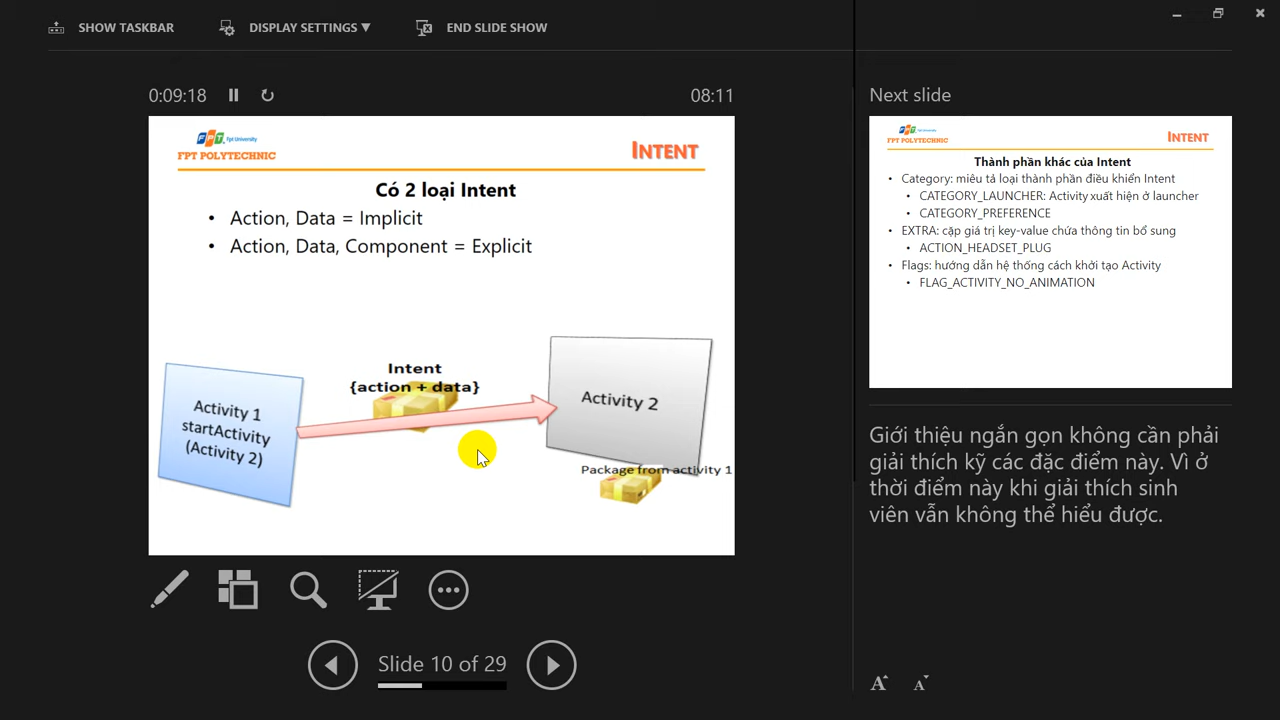 SHOW TASKBAR
DISPLAY SETTINGS ▼
END SLIDE SHOW
0:09:18
08:11
FPT Fpt University
FPT POLYTECHNIC
INTENT
Có 2 loại Intent
• Action, Data = Implicit
• Action, Data, Component = Explicit
Intent
{action + data}
Activity 1
startActivity
(Activity 2)
Activity 2
Package from activity 1
Slide 10 of 29
Next slide
FPT Fpt University
FPT POLYTECHNIC
INTENT
Thành phần khác của Intent
• Category: miêu tả loại thành phần điều khiển Intent
• CATEGORY_LAUNCHER: Activity xuất hiện ở launcher
• CATEGORY_PREFERENCE
• EXTRA: cặp giá trị key-value chứa thông tin bổ sung
• ACTION_HEADSET_PLUG
• Flags: hướng dẫn hệ thống cách khởi tạo Activity
• FLAG_ACTIVITY_NO_ANIMATION
Giới thiệu ngắn gọn không cần phải
giải thích kỹ các đặc điểm này. Vì ở
thời điểm này khi giải thích sinh
viên vẫn không thể hiểu được.
A A